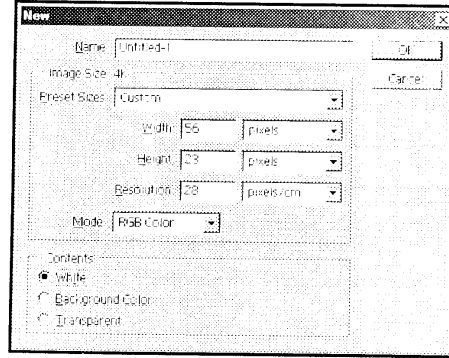 New
Name: Untitled-1
OK
Image Size: 4K
Cancel
Preset Sizes: Custom
Width: 56 pixels
Height: 23 pixels
Resolution: 28 pixels/cm
Mode: RGB Color
Contents
White
Background Color
Transparent